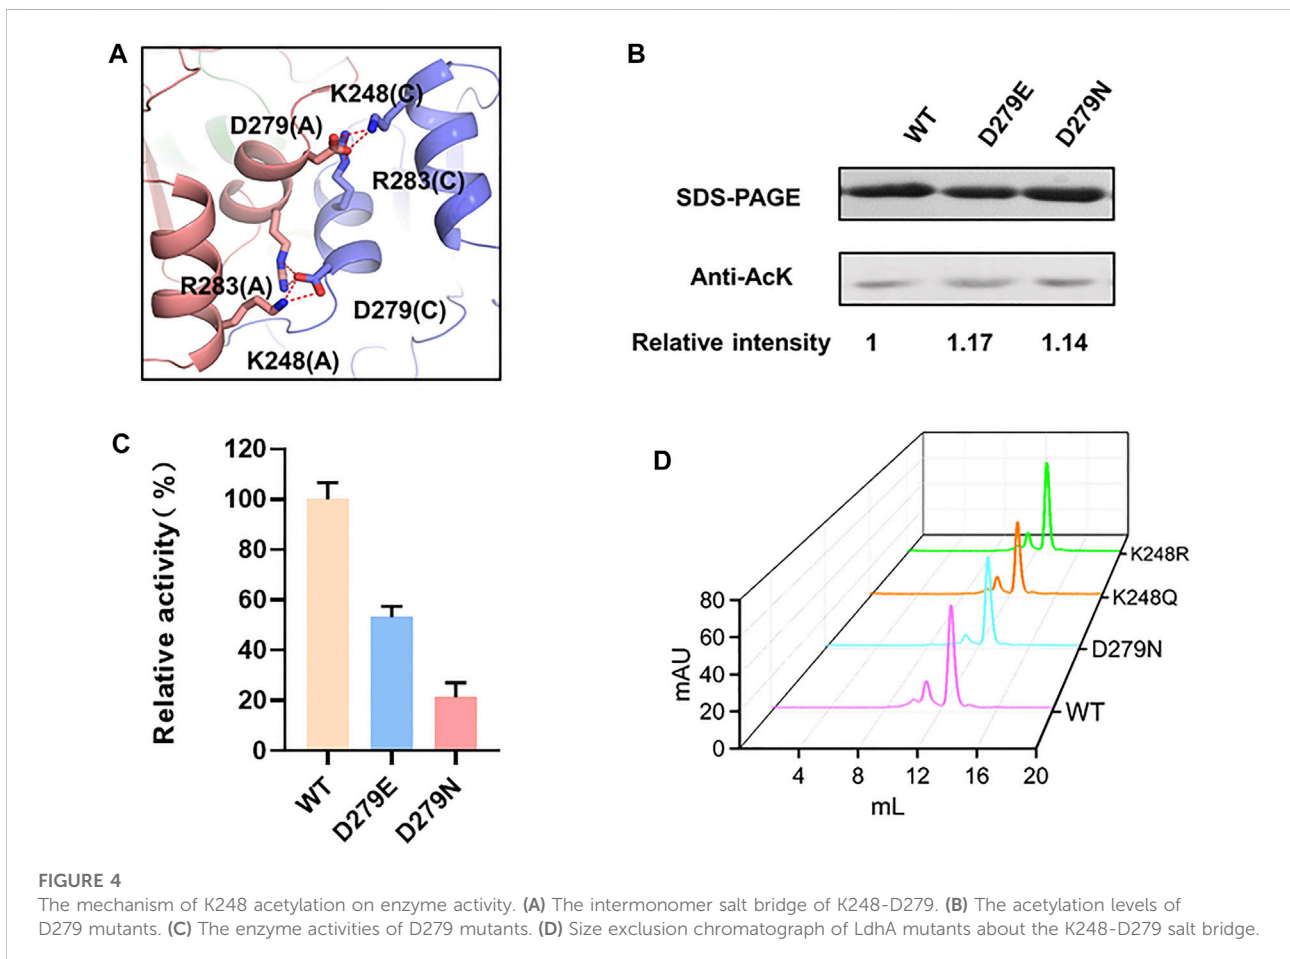 A
K248(C)
D279(A)
R283(C)
R283(A)
D279(C)
K248(A)
B
WT
D279E
D279N
SDS-PAGE
Anti-AcK
Relative intensity 1 1.17 1.14
C
Relative activity( %)
120
100
80
60
40
20
0
WT
D279E
D279N
D
K248R
K248Q
D279N
WT
mAU
80
60
40
20
0
4 8 12 16 20
mL
FIGURE 4
The mechanism of K248 acetylation on enzyme activity. (A) The intermonomer salt bridge of K248-D279. (B) The acetylation levels of
D279 mutants. (C) The enzyme activities of D279 mutants. (D) Size exclusion chromatograph of LdhA mutants about the K248-D279 salt bridge.